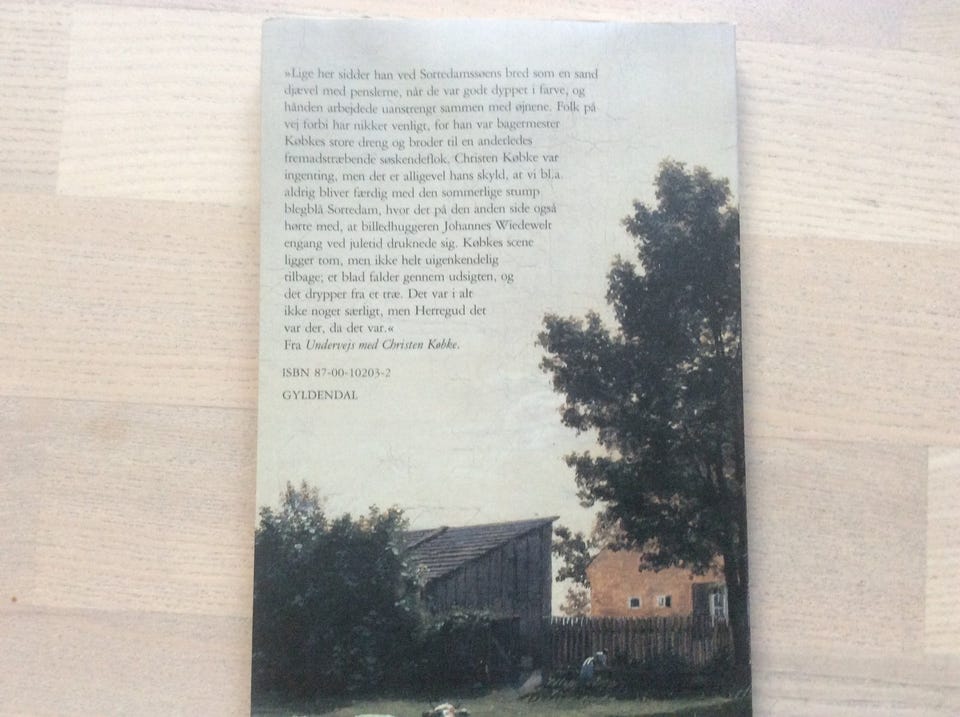 »Lige her sidder han ved Sortedamssøens bred som en sand
djævel med penslerne, når de var godt dyppet i farve, og
hånden arbejdede uanstrengt sammen med øjnene. Folk på
vej forbi har nikket venligt, for han var bagermester
Købkes store dreng og broder til en anderledes
fremadstræbende søskendeflok. Christen Købke var
ingenting, men det er alligevel hans skyld, at vi bl.a.
aldrig bliver færdig med den sommerlige stump
blegblå Sortedam, hvor det på den anden side også
hørte med, at billedhuggeren Johannes Wiedewelt
engang ved juletid druknede sig. Købkes scene
ligger tom, men ikke helt uigenkendelig
tilbage; et blad falder gennem udsigten, og
det drypper fra et træ. Det var i alt
ikke noget særligt, men Herregud det
var der, da det var.«
Fra Undervejs med Christen Købke.
ISBN 87-00-10203-2
GYLDENDAL